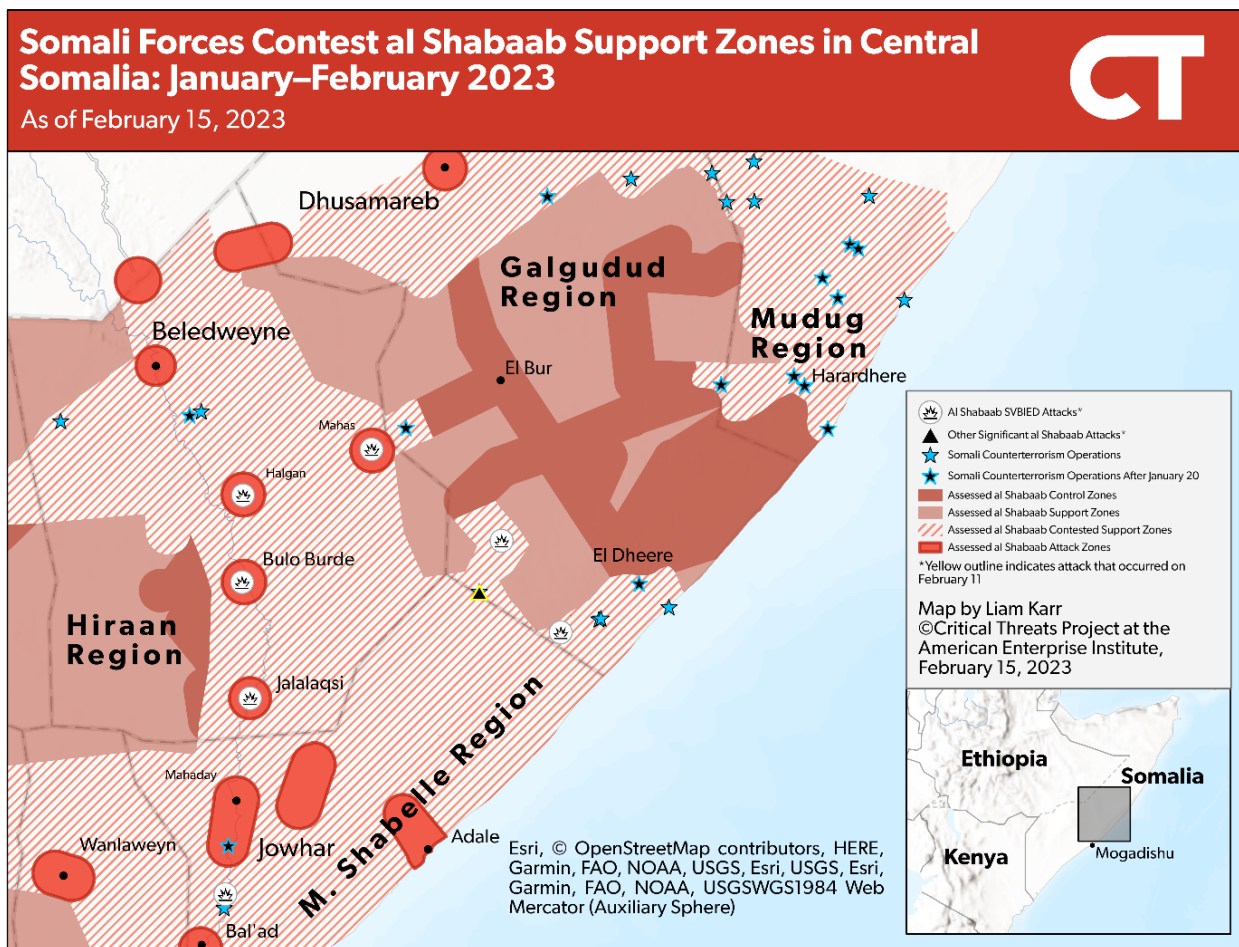 Somali Forces Contest al Shabaab Support Zones in Central
Somalia: January–February 2023
As of February 15, 2023
CT
Dhusamareb
Galgudud
Region
Mudug
Region
Beledweyne
El Bur
Harardhere
Mahas
Halgan
Bulo Burde
El Dheere
Hiraan
Region
Jalalaqsi
M. Shabelle Region
Mahaday
Jowhar
Wanlaweyn
Adale
Bal'ad
Al Shabaab SVBIED Attacks*
Other Significant al Shabaab Attacks*
Somali Counterterrorism Operations
Somali Counterterrorism Operations After January 20
Assessed al Shabaab Control Zones
Assessed al Shabaab Support Zones
Assessed al Shabaab Contested Support Zones
Assessed al Shabaab Attack Zones
*Yellow outline indicates attack that occurred on
February 11
Map by Liam Karr
©Critical Threats Project at the
American Enterprise Institute,
February 15, 2023
Ethiopia
Somalia
Kenya
Mogadishu
Esri, © OpenStreetMap contributors, HERE,
Garmin, FAO, NOAA, USGS, Esri, USGS, Esri,
Garmin, FAO, NOAA, USGSWGS1984 Web
Mercator (Auxiliary Sphere)